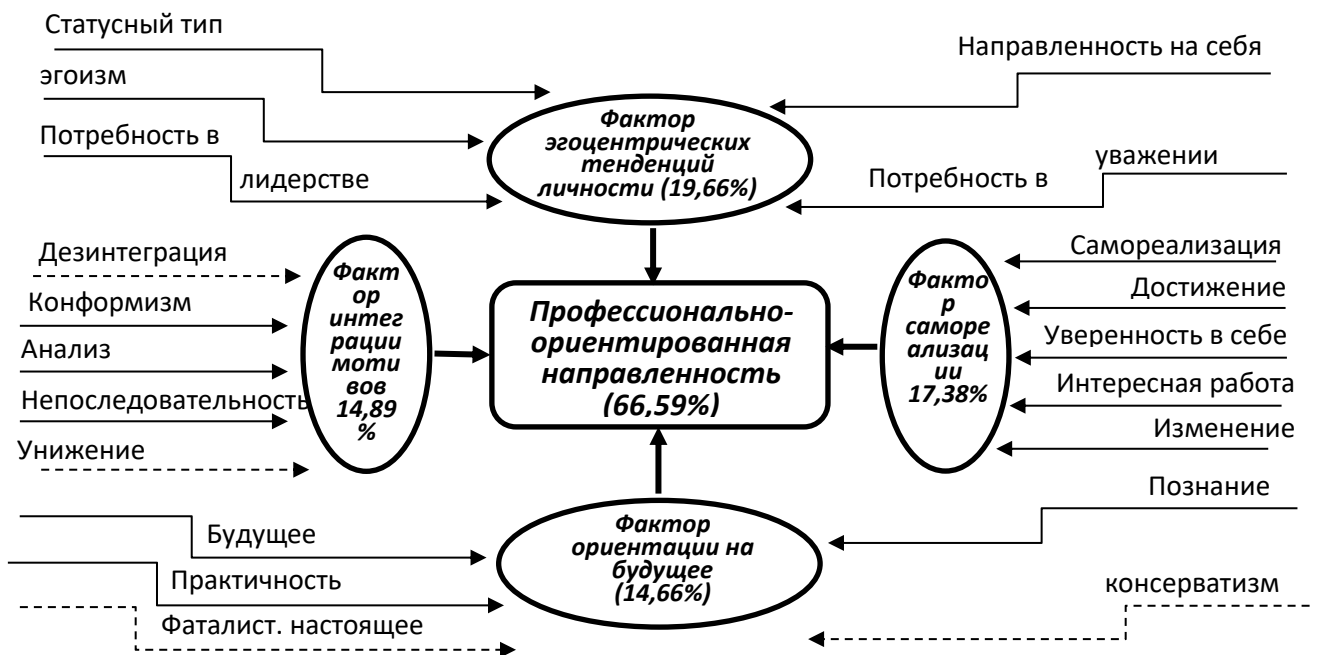 Статусный тип
Направленность на себя
эгоизм
Потребность в
лидерстве
Фактор
эгоцентрических
тенденций
личности (19,66%)
уважении
Потребность в
Дезинтеграция
Конформизм
Анализ
Непоследовательность
Унижение
Факт
ор
интег
рации
моти
вов
14,89
%
Профессионально-
ориентированная
направленность
(66,59%)
Факто
р
саморе
ализац
ии
17,38%
Самореализация
Достижение
Уверенность в себе
Интересная работа
Изменение
Познание
Будущее
Практичность
Фаталист. настоящее
Фактор
ориентации на
будущее
(14,66%)
консерватизм